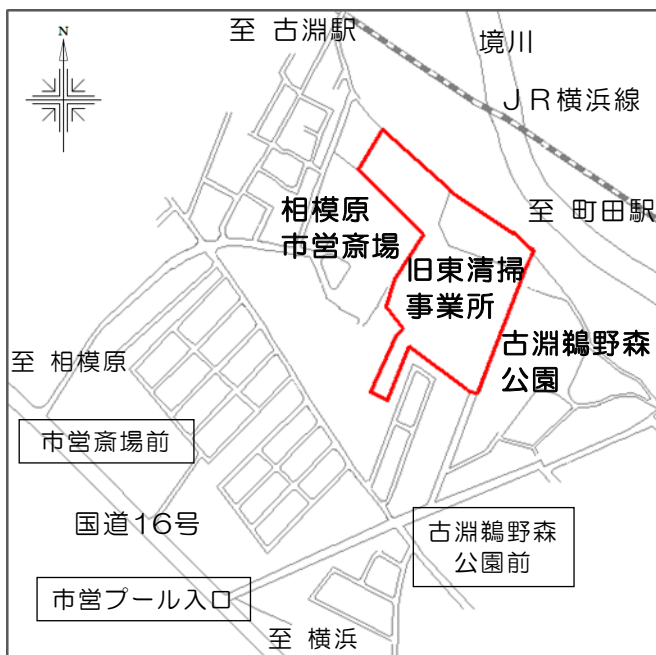 至 古淵駅
境川
N
ＪＲ横浜線
相模原
市営斎場
至 町田駅
旧東清掃
事業所
古淵鵜野森
公園
至 相模原
市営斎場前
国道16号
古淵鵜野森
公園前
市営プール入口
至 横浜